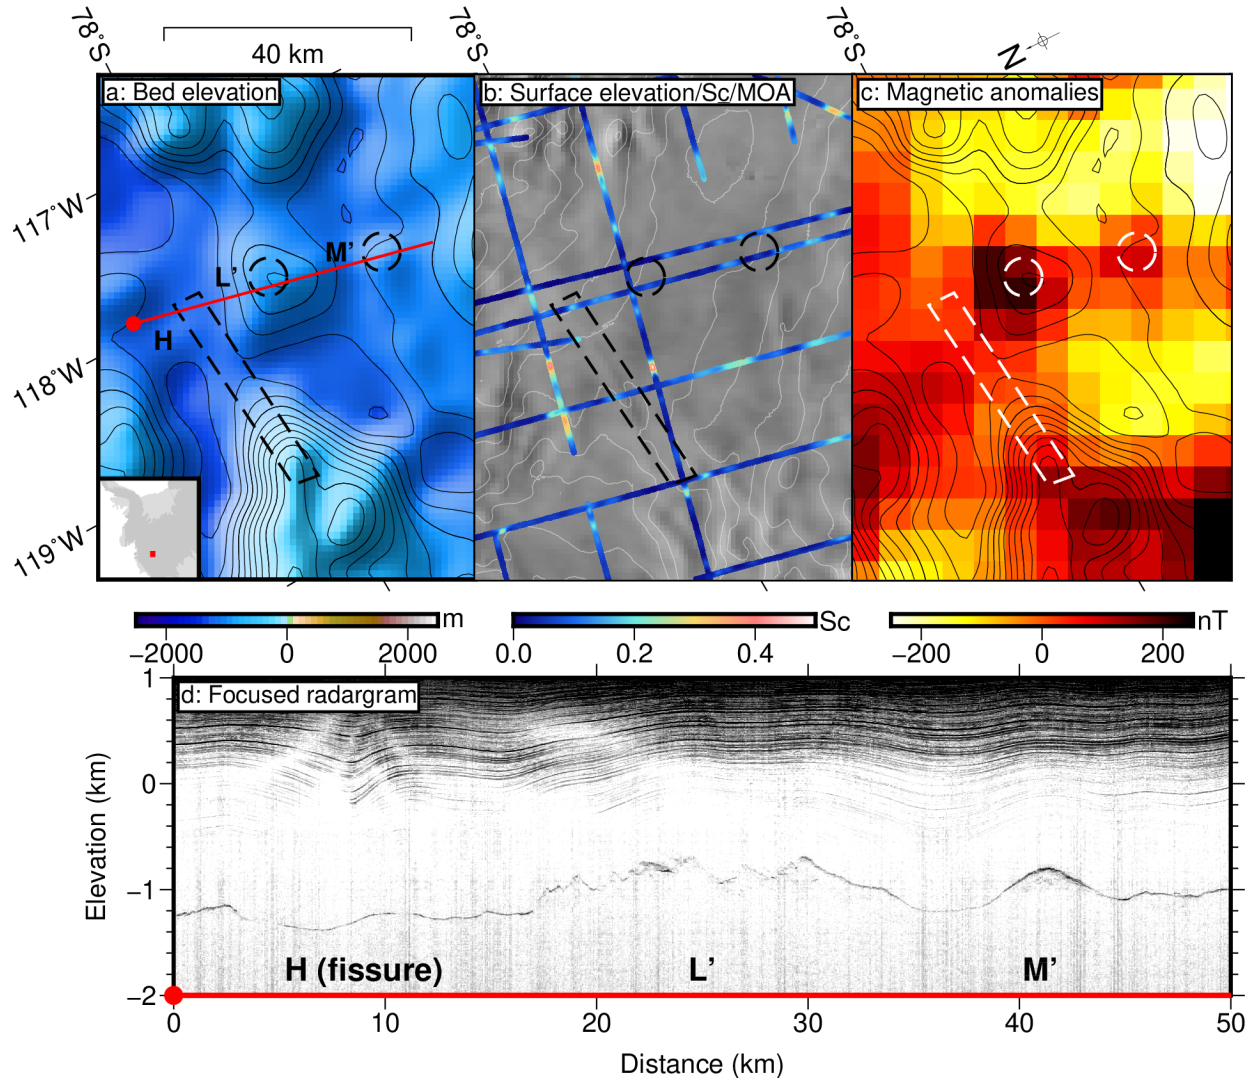 78°S
78°S
78°S
40 km
N
a: Bed elevation
b: Surface elevation/Sc/MOA
c: Magnetic anomalies
117°W
118°W
119°W
M’
L’
H
m
Sc
nT
−2000 0 2000
0.0 0.2 0.4
−200 0 200
d: Focused radargram
1
0
−1
−2
Elevation (km)
H (fissure) L’ M’
0 10 20 30 40 50
Distance (km)